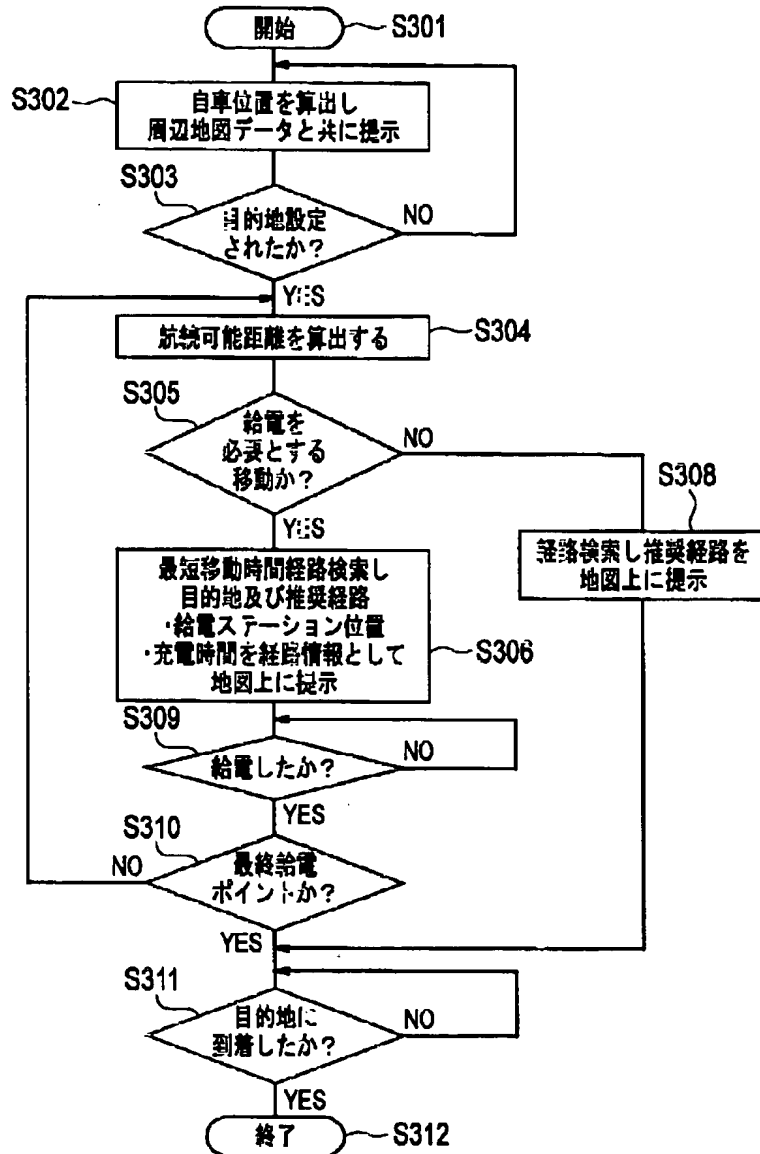 開始
S301
S302
自車位置を算出し
周辺地図データと共に提示
S303
目的地設定
されたか?
NO
YES
航続可能距離を算出する
S304
S305
給電を
必要とする
移動か?
NO
YES
S308
経路検索し推奨経路を
地図上に提示
最短移動時間経路検索し
目的地及び推奨経路
・給電ステーション位置
・充電時間を経路情報として
地図上に提示
S306
S309
給電したか?
NO
YES
S310
最終給電
ポイントか?
NO
YES
S311
目的地に
到着したか?
NO
YES
終了
S312